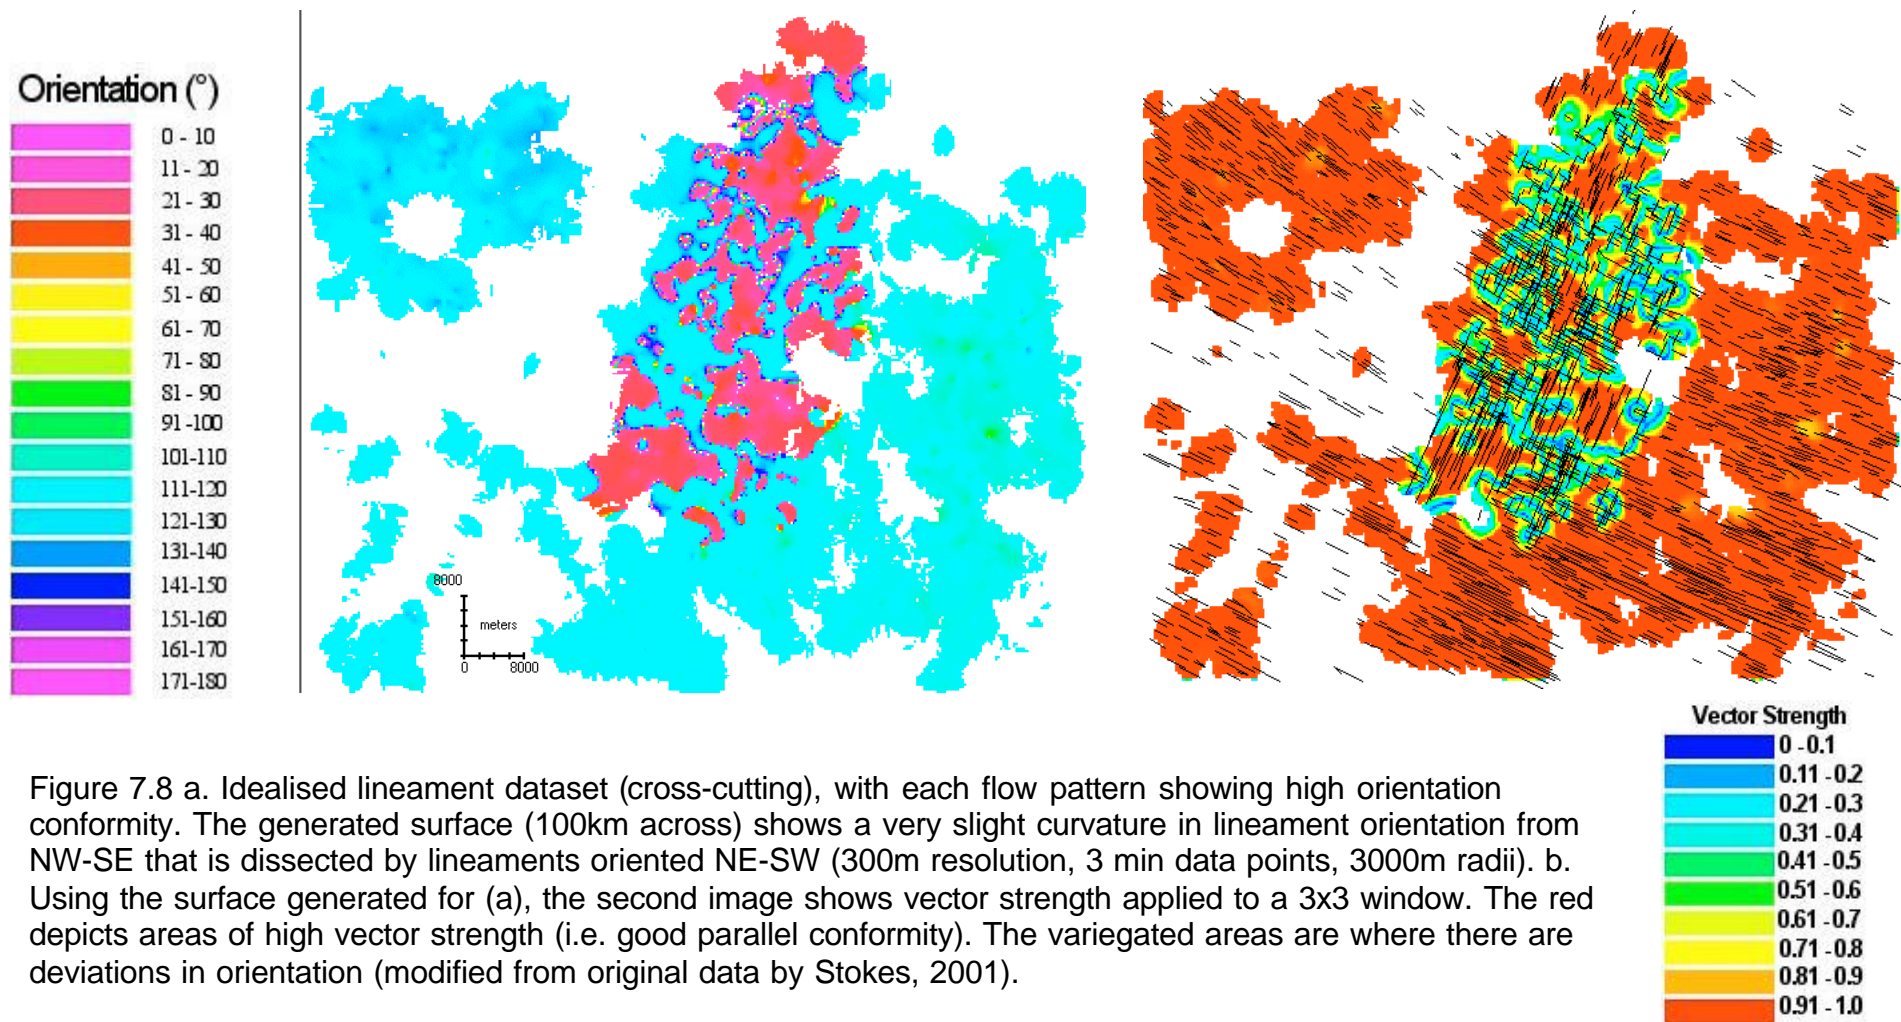 Orientation (°)
0 - 10
11 - 20
21 - 30
31 - 40
41 - 50
51 - 60
61 - 70
71 - 80
81 - 90
91 -100
101-110
111-120
121-130
131-140
141-150
151-160
161-170
171-180
8000
meters
0 8000
Vector Strength
0 - 0.1
0.11 - 0.2
0.21 - 0.3
0.31 - 0.4
0.41 - 0.5
0.51 - 0.6
0.61 - 0.7
0.71 - 0.8
0.81 - 0.9
0.91 - 1.0
Figure 7.8 a. Idealised lineament dataset (cross-cutting), with each flow pattern showing high orientation
conformity. The generated surface (100km across) shows a very slight curvature in lineament orientation from
NW-SE that is dissected by lineaments oriented NE-SW (300m resolution, 3 min data points, 3000m radii). b.
Using the surface generated for (a), the second image shows vector strength applied to a 3x3 window. The red
depicts areas of high vector strength (i.e. good parallel conformity). The variegated areas are where there are
deviations in orientation (modified from original data by Stokes, 2001).